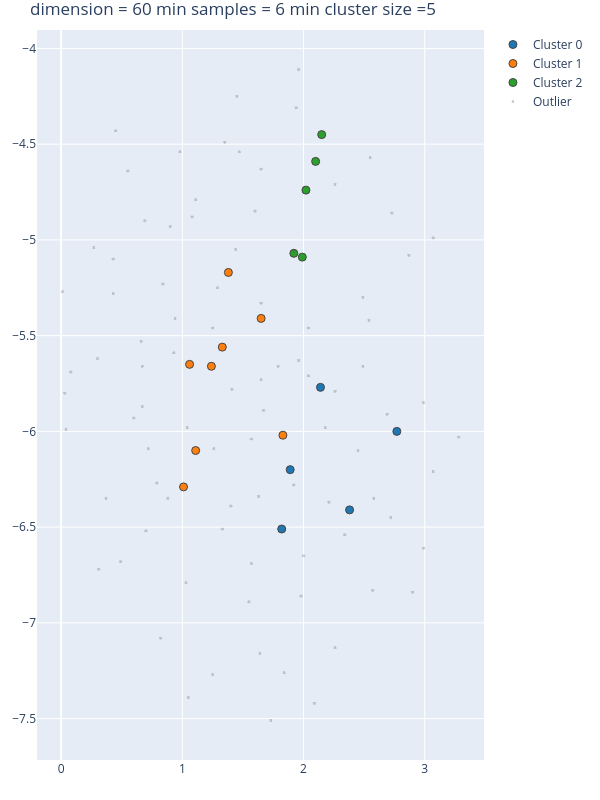 dimension = 60 min samples = 6 min cluster size =5
Cluster 0
Cluster 1
Cluster 2
Outlier
−4
−4.5
−5
−5.5
−6
−6.5
−7
−7.5
0 1 2 3